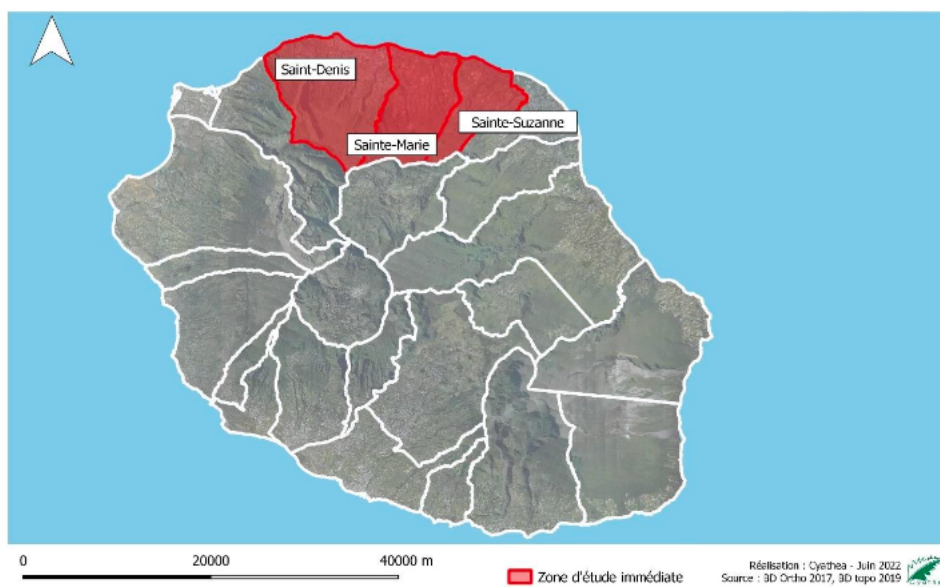 Saint-Denis
Sainte-Suzanne
Sainte-Marie
0 20000 40000 m
Zone d'étude immédiate
Réalisation : Cyathea - Juin 2022
Source : BD Ortho 2017, BD topo 2019